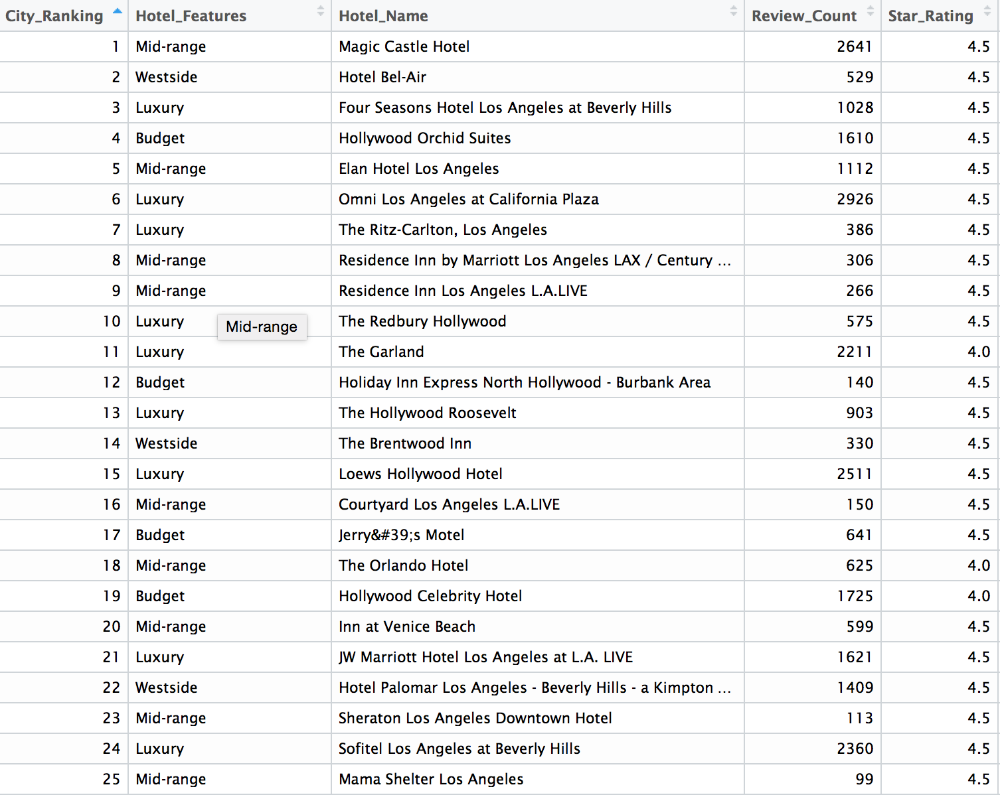 City_Ranking Hotel_Features Hotel_Name Review_Count Star_Rating
1 Mid-range Magic Castle Hotel 2641 4.5
2 Westside Hotel Bel-Air 529 4.5
3 Luxury Four Seasons Hotel Los Angeles at Beverly Hills 1028 4.5
4 Budget Hollywood Orchid Suites 1610 4.5
5 Mid-range Elan Hotel Los Angeles 1112 4.5
6 Luxury Omni Los Angeles at California Plaza 2926 4.5
7 Luxury The Ritz-Carlton, Los Angeles 386 4.5
8 Mid-range Residence Inn by Marriott Los Angeles LAX / Century ... 306 4.5
9 Mid-range Residence Inn Los Angeles L.A.LIVE 266 4.5
10 Luxury The Redbury Hollywood 575 4.5
Mid-range
11 Luxury The Garland 2211 4.0
12 Budget Holiday Inn Express North Hollywood - Burbank Area 140 4.5
13 Luxury The Hollywood Roosevelt 903 4.5
14 Westside The Brentwood Inn 330 4.5
15 Luxury Loews Hollywood Hotel 2511 4.5
16 Mid-range Courtyard Los Angeles L.A.LIVE 150 4.5
17 Budget Jerry&#39;s Motel 641 4.5
18 Mid-range The Orlando Hotel 625 4.0
19 Budget Hollywood Celebrity Hotel 1725 4.0
20 Mid-range Inn at Venice Beach 599 4.5
21 Luxury JW Marriott Hotel Los Angeles at L.A. LIVE 1621 4.5
22 Westside Hotel Palomar Los Angeles - Beverly Hills - a Kimpton ... 1409 4.5
23 Mid-range Sheraton Los Angeles Downtown Hotel 113 4.5
24 Luxury Sofitel Los Angeles at Beverly Hills 2360 4.5
25 Mid-range Mama Shelter Los Angeles 99 4.5